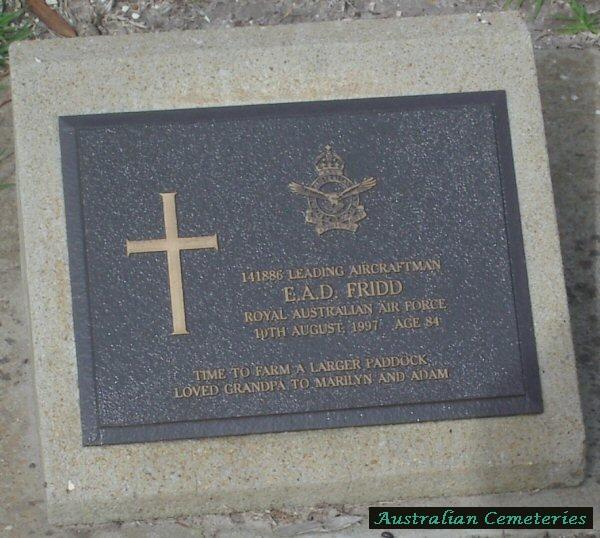 141886 LEADING AIRCRAFTMAN
E.A.D. FRIDD
ROYAL AUSTRALIAN AIR FORCE
10TH AUGUST, 1997 AGE 84
TIME TO FARM A LARGER PADDOCK
LOVED GRANDPA TO MARILYN AND ADAM
Australian Cemeteries